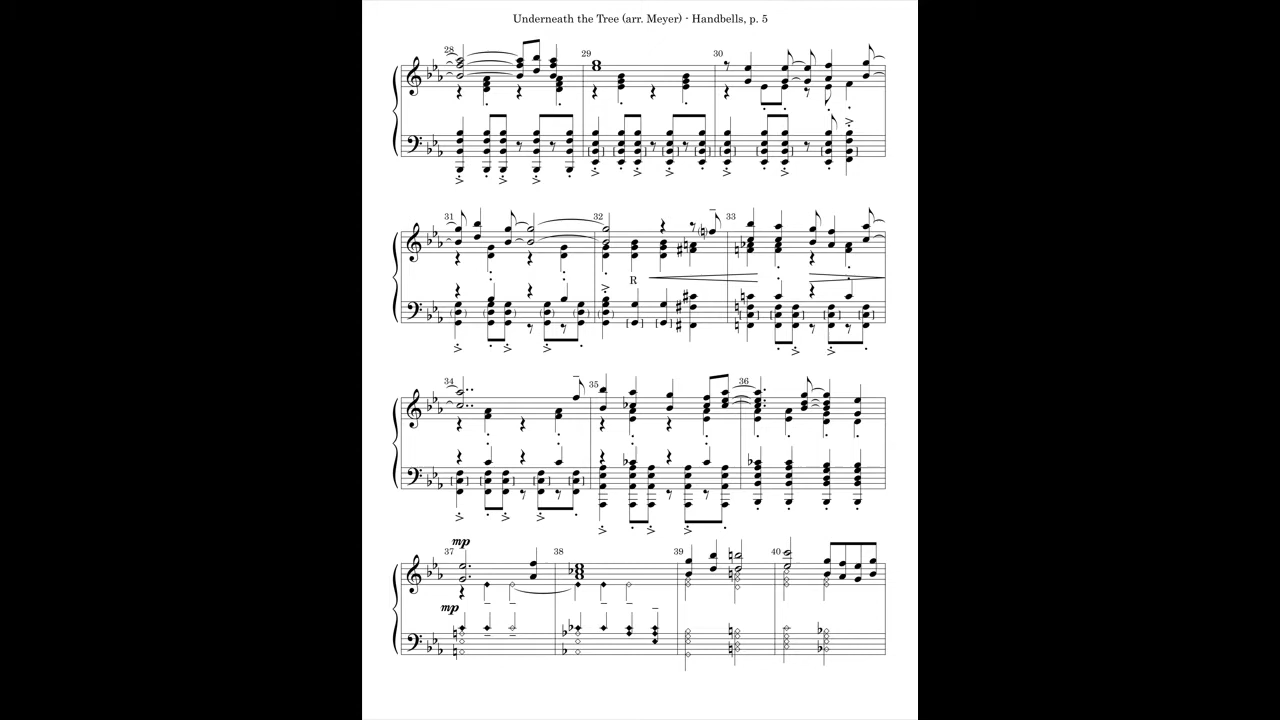 Underneath the Tree (arr. Meyer) - Handbells, p. 5
28 29 30
31 32 33
R
34 35 36
mp
37 38 39 40
mp